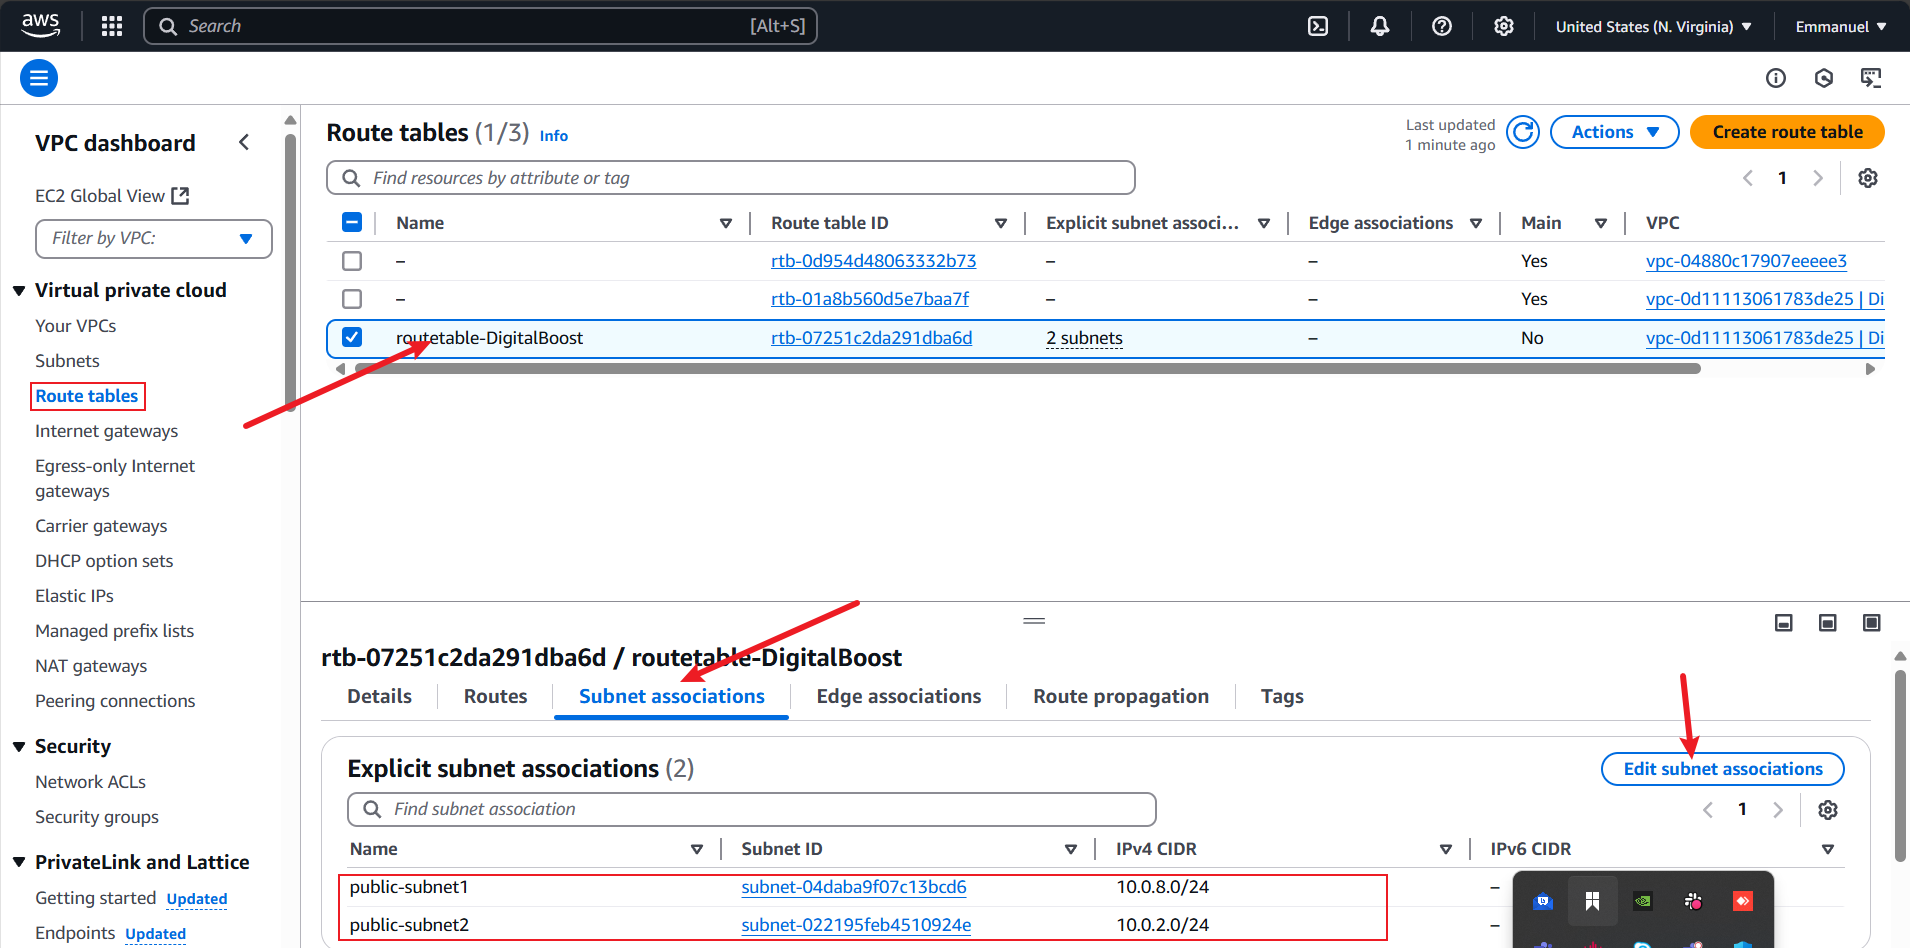 aws
Search [Alt+S]
United States (N. Virginia) Emmanuel
VPC dashboard
EC2 Global View
Filter by VPC:
Virtual private cloud
Your VPCs
Subnets
Route tables
Internet gateways
Egress-only Internet
gateways
Carrier gateways
DHCP option sets
Elastic IPs
Managed prefix lists
NAT gateways
Peering connections
Security
Network ACLs
Security groups
PrivateLink and Lattice
Getting started Updated
Endpoints Updated
Route tables (1/3) Info
Last updated
1 minute ago
Actions
Create route table
Find resources by attribute or tag
1
Name Route table ID Explicit subnet associ... Edge associations Main VPC
– rtb-0d954d48063332b73 – – Yes vpc-04880c17907eeeee3
– rtb-01a8b560d5e7baa7f – – Yes vpc-0d11113061783de25 | Di
routetable-DigitalBoost rtb-07251c2da291dba6d 2 subnets – No vpc-0d11113061783de25 | Di
rtb-07251c2da291dba6d / routetable-DigitalBoost
Details Routes Subnet associations Edge associations Route propagation Tags
Explicit subnet associations (2)
Edit subnet associations
Find subnet association
1
Name Subnet ID IPv4 CIDR IPv6 CIDR
public-subnet1 subnet-04daba9f07c13bcd6 10.0.8.0/24 –
public-subnet2 subnet-022195feb4510924e 10.0.2.0/24 –